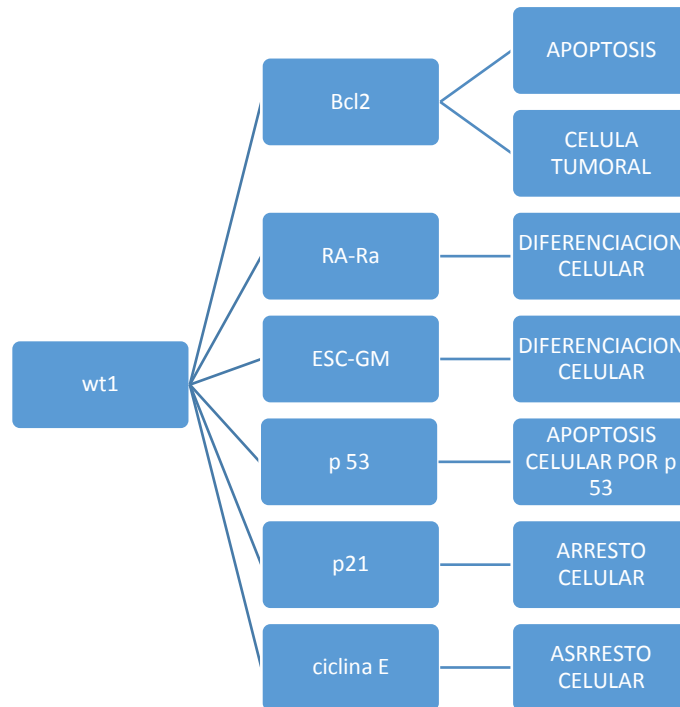 wt1
Bcl2
APOPTOSIS
CELULA
TUMORAL
RA-Ra
DIFERENCIACION
CELULAR
ESC-GM
DIFERENCIACION
CELULAR
p 53
APOPTOSIS
CELULAR POR p
53
p21
ARRESTO
CELULAR
ciclina E
ASRRESTO
CELULAR